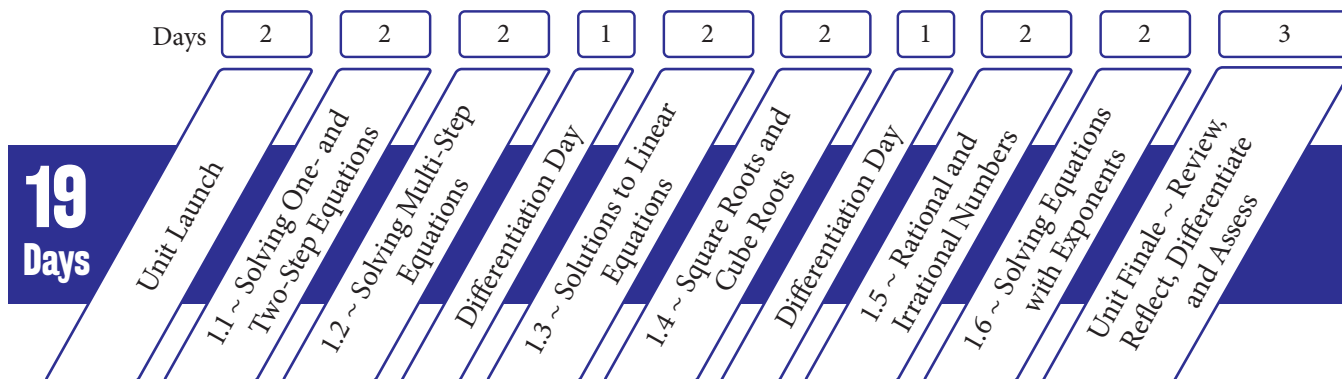 Days 2 2 2 1 2 2 1 2 2 3
19
Days
Unit Launch
1.1 ~ Solving One- and
Two-Step Equations
1.2 ~ Solving Multi-Step
Equations
Differentiation Day
1.3 ~ Solutions to Linear
Equations
1.4 ~ Square Roots and
Cube Roots
Differentiation Day
1.5 ~ Rational and
Irrational Numbers
1.6 ~ Solving Equations
with Exponents
Unit Finale ~ Review,
Reflect, Differentiate
and Assess